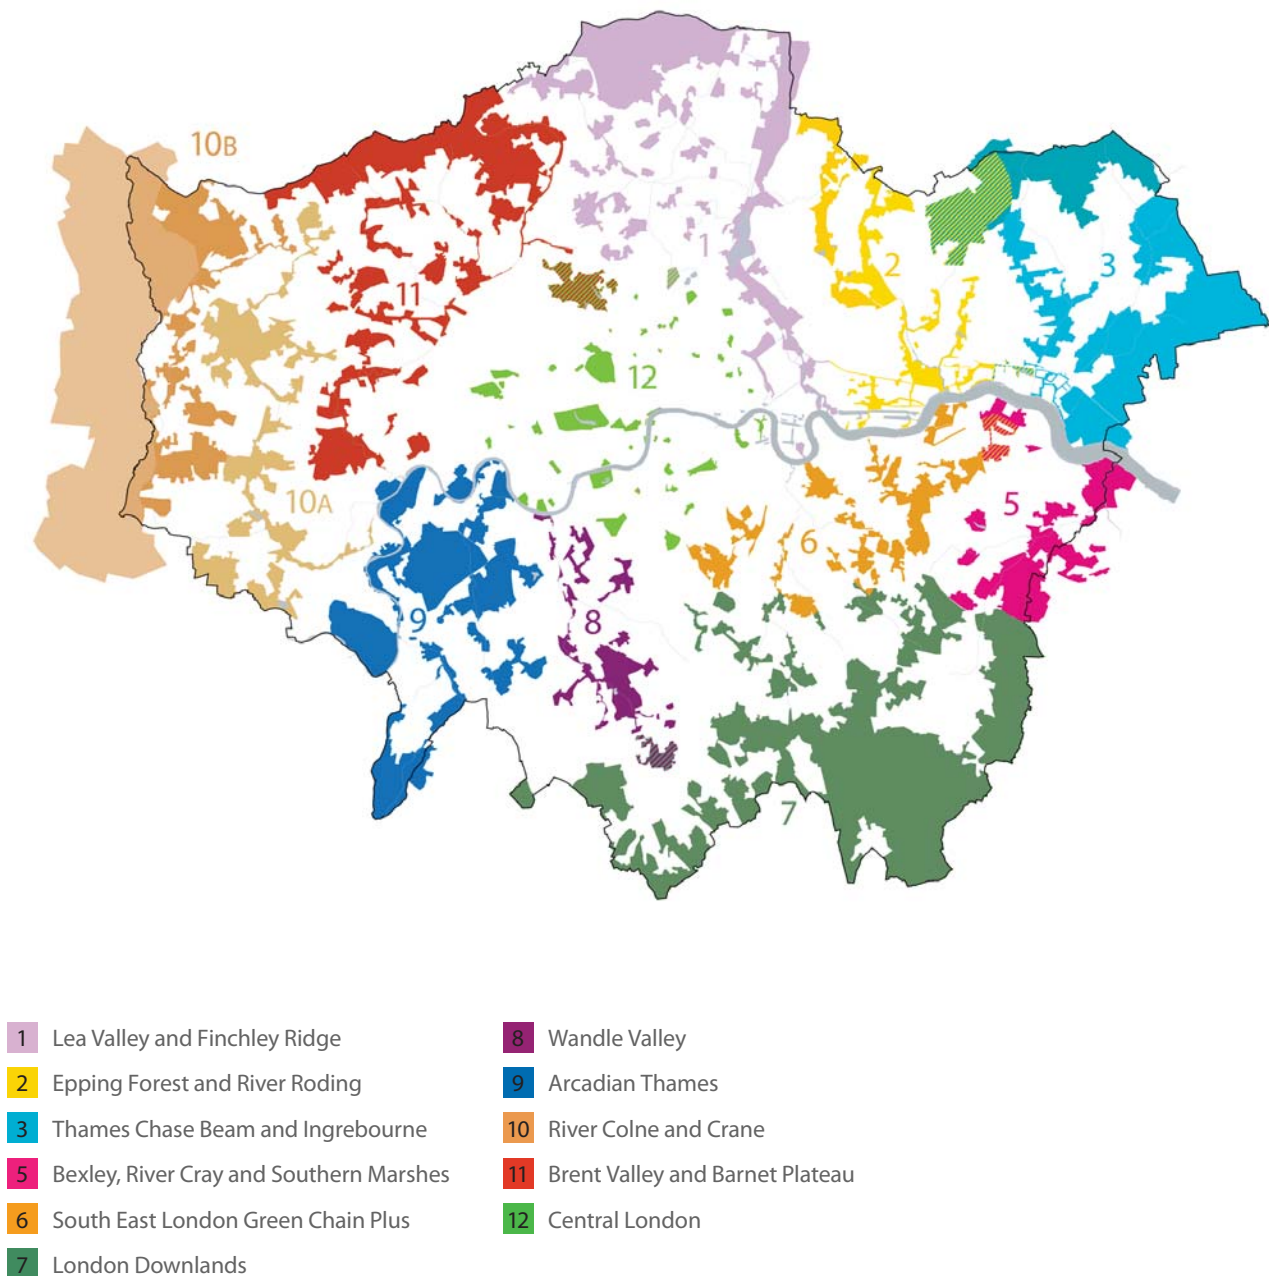 10B
1
2
3
11
12
10A
5
6
9
8
7
1 Lea Valley and Finchley Ridge
2 Epping Forest and River Roding
3 Thames Chase Beam and Ingrebourne
5 Bexley, River Cray and Southern Marshes
6 South East London Green Chain Plus
7 London Downlands
8 Wandle Valley
9 Arcadian Thames
10 River Colne and Crane
11 Brent Valley and Barnet Plateau
12 Central London